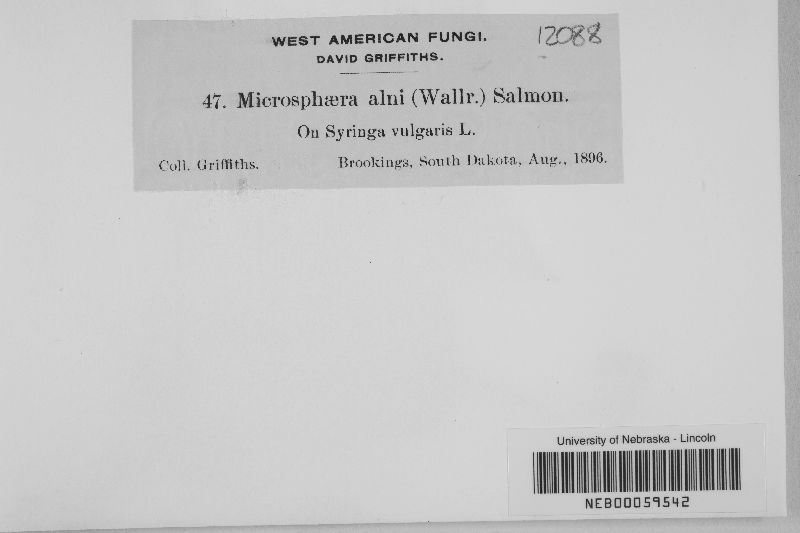 WEST AMERICAN FUNGI.
12088
DAVID GRIFFITHS.
47. Microsphæra alni (Wallr.) Salmon.
On Syringa vulgaris L.
Coll. Griffiths. Brookings, South Dakota, Aug., 1896.
University of Nebraska - Lincoln
NEB00059542